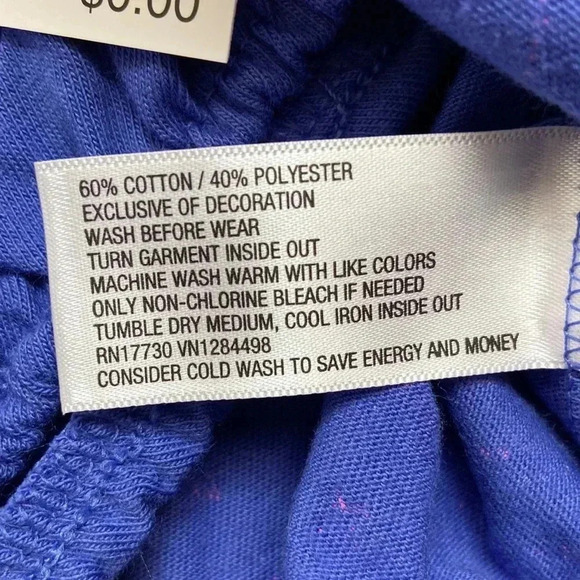 $0.00
60% COTTON / 40% POLYESTER
EXCLUSIVE OF DECORATION
WASH BEFORE WEAR
TURN GARMENT INSIDE OUT
MACHINE WASH WARM WITH LIKE COLORS
ONLY NON-CHLORINE BLEACH IF NEEDED
TUMBLE DRY MEDIUM, COOL IRON INSIDE OUT
RN17730 VN1284498
CONSIDER COLD WASH TO SAVE ENERGY AND MONEY